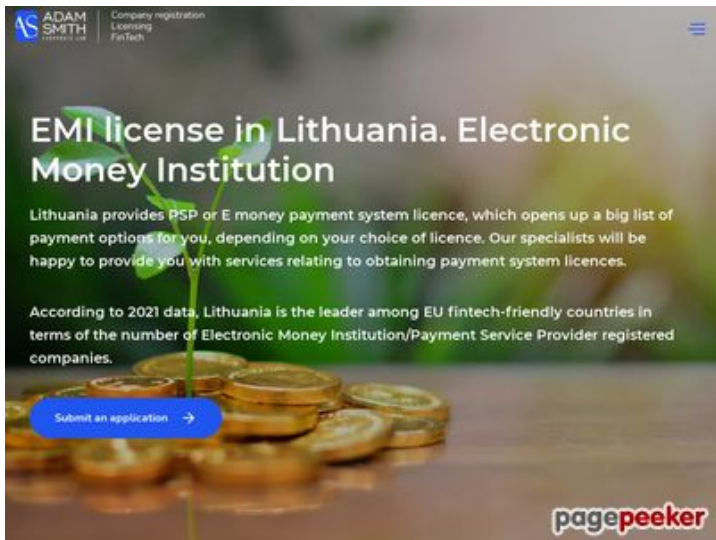 AS
ADAM
SMITH
Company registration
Licensing
FinTech
EMI license in Lithuania. Electronic
Money Institution
Lithuania provides PSP or E money payment system licence, which opens up a big list of
payment options for you, depending on your choice of licence. Our specialists will be
happy to provide you with services relating to obtaining payment system licences.
According to 2021 data, Lithuania is the leader among EU fintech-friendly countries in
terms of the number of Electronic Money Institution/Payment Service Provider registered
companies.
Submit an application
pagepeeker